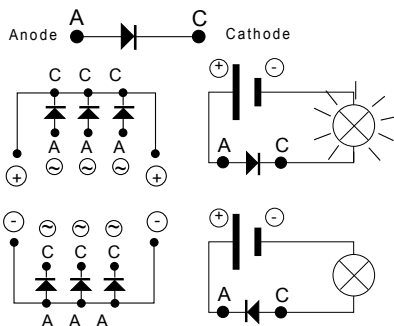 Anode A C Cathode
C C C
A A A
~ ~ ~
+ +
+ -
A C
- ~ ~ ~ -
C C C
A A A
+ -
A C